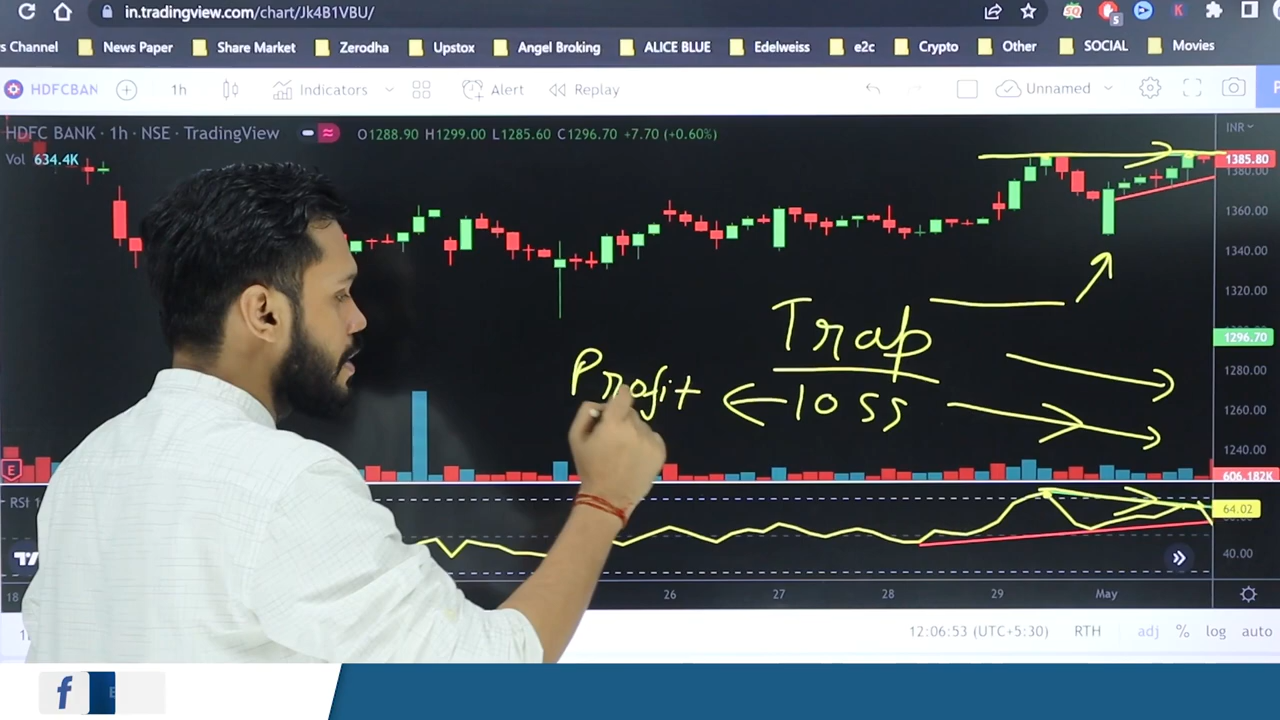 in.tradingview.com/chart/Jk4B1VBU/
s Channel News Paper Share Market Zerodha Upstox Angel Broking ALICE BLUE Edelweiss e2c Crypto Other SOCIAL Movies
HDFCBAN 1h Indicators Alert Replay Unnamed
HDFC BANK · 1h · NSE · TradingView O1288.90 H1299.00 L1285.60 C1296.70 +7.70 (+0.60%) INR
Vol 634.4K
1385.80
1380.00
1360.00
1340.00
1320.00
1296.70
1280.00
1260.00
1240.00
606.182K
Trap
Profit loss
E
RSI 1
64.02
40.00
18 26 27 28 29 May
12:06:53 (UTC+5:30) RTH adj % log auto
f